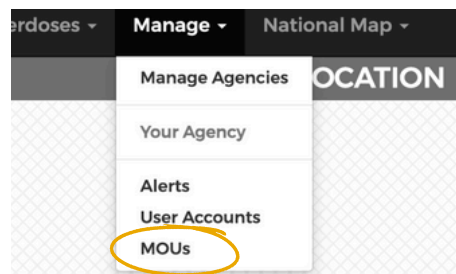 erdoses Manage National Map
Manage Agencies OCATION
Your Agency
Alerts
User Accounts
MOUs